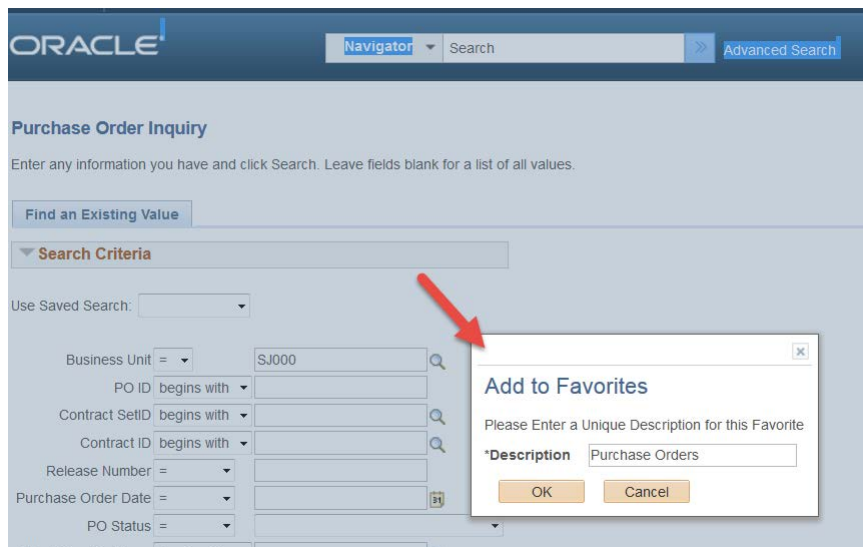 ORACLE
Navigator Search Advanced Search
Purchase Order Inquiry
Enter any information you have and click Search. Leave fields blank for a list of all values.
Find an Existing Value
Search Criteria
Use Saved Search:
Business Unit = SJ000
PO ID begins with
Contract SetID begins with
Contract ID begins with
Release Number =
Purchase Order Date = 31
PO Status =
Add to Favorites
Please Enter a Unique Description for this Favorite
*Description Purchase Orders
OK Cancel